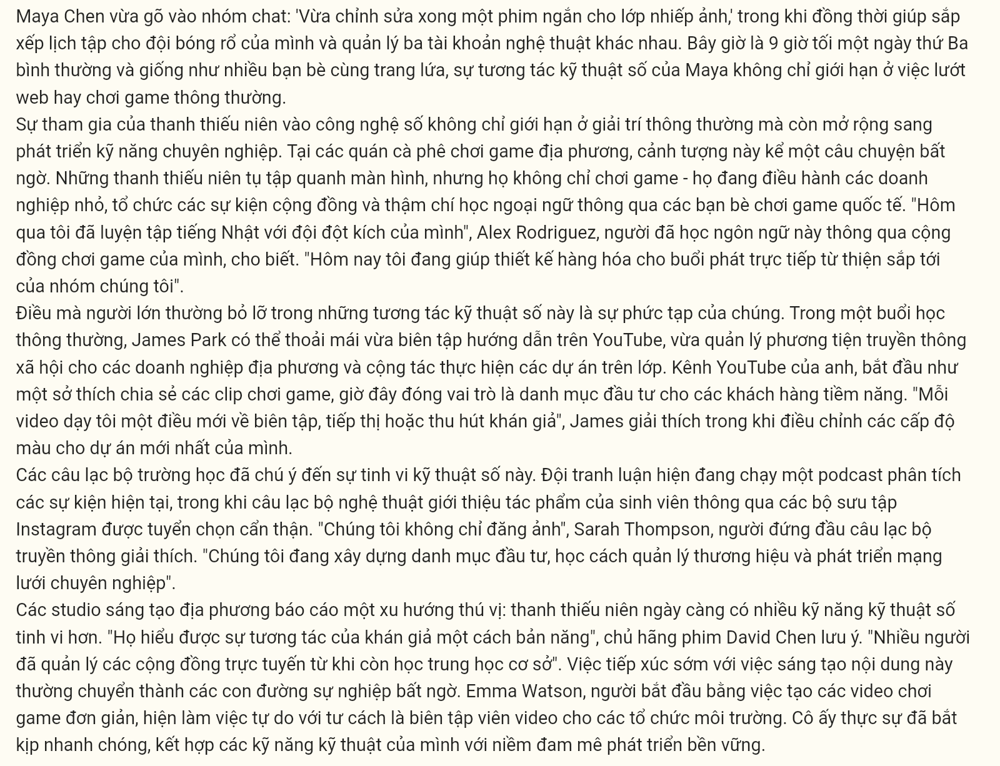 Maya Chen vừa gõ vào nhóm chat: 'Vừa chỉnh sửa xong một phim ngắn cho lớp nhiếp ảnh,' trong khi đồng thời giúp sắp
xếp lịch tập cho đội bóng rổ của mình và quản lý ba tài khoản nghệ thuật khác nhau. Bây giờ là 9 giờ tối một ngày thứ Ba
bình thường và giống như nhiều bạn bè cùng trang lứa, sự tương tác kỹ thuật số của Maya không chỉ giới hạn ở việc lướt
web hay chơi game thông thường.
Sự tham gia của thanh thiếu niên vào công nghệ số không chỉ giới hạn ở giải trí thông thường mà còn mở rộng sang
phát triển kỹ năng chuyên nghiệp. Tại các quán cà phê chơi game địa phương, cảnh tượng này kể một câu chuyện bất
ngờ. Những thanh thiếu niên tụ tập quanh màn hình, nhưng họ không chỉ chơi game - họ đang điều hành các doanh
nghiệp nhỏ, tổ chức các sự kiện cộng đồng và thậm chí học ngoại ngữ thông qua các bạn bè chơi game quốc tế. "Hôm
qua tôi đã luyện tập tiếng Nhật với đội đột kích của mình", Alex Rodriguez, người đã học ngôn ngữ này thông qua cộng
đồng chơi game của mình, cho biết. "Hôm nay tôi đang giúp thiết kế hàng hóa cho buổi phát trực tiếp từ thiện sắp tới
của nhóm chúng tôi".
Điều mà người lớn thường bỏ lỡ trong những tương tác kỹ thuật số này là sự phức tạp của chúng. Trong một buổi học
thông thường, James Park có thể thoải mái vừa biên tập hướng dẫn trên YouTube, vừa quản lý phương tiện truyền thông
xã hội cho các doanh nghiệp địa phương và cộng tác thực hiện các dự án trên lớp. Kênh YouTube của anh, bắt đầu như
một sở thích chia sẻ các clip chơi game, giờ đây đóng vai trò là danh mục đầu tư cho các khách hàng tiềm năng. "Mỗi
video dạy tôi một điều mới về biên tập, tiếp thị hoặc thu hút khán giả", James giải thích trong khi điều chỉnh các cấp độ
màu cho dự án mới nhất của mình.
Các câu lạc bộ trường học đã chú ý đến sự tinh vi kỹ thuật số này. Đội tranh luận hiện đang chạy một podcast phân tích
các sự kiện hiện tại, trong khi câu lạc bộ nghệ thuật giới thiệu tác phẩm của sinh viên thông qua các bộ sưu tập
Instagram được tuyển chọn cẩn thận. "Chúng tôi không chỉ đăng ảnh", Sarah Thompson, người đứng đầu câu lạc bộ
truyền thông giải thích. "Chúng tôi đang xây dựng danh mục đầu tư, học cách quản lý thương hiệu và phát triển mạng
lưới chuyên nghiệp".
Các studio sáng tạo địa phương báo cáo một xu hướng thú vị: thanh thiếu niên ngày càng có nhiều kỹ năng kỹ thuật số
tinh vi hơn. "Họ hiểu được sự tương tác của khán giả một cách bản năng", chủ hãng phim David Chen lưu ý. "Nhiều người
đã quản lý các cộng đồng trực tuyến từ khi còn học trung học cơ sở". Việc tiếp xúc sớm với việc sáng tạo nội dung này
thường chuyển thành các con đường sự nghiệp bất ngờ. Emma Watson, người bắt đầu bằng việc tạo các video chơi
game đơn giản, hiện làm việc tự do với tư cách là biên tập viên video cho các tổ chức môi trường. Cô ấy thực sự đã bắt
kịp nhanh chóng, kết hợp các kỹ năng kỹ thuật của mình với niềm đam mê phát triển bền vững.